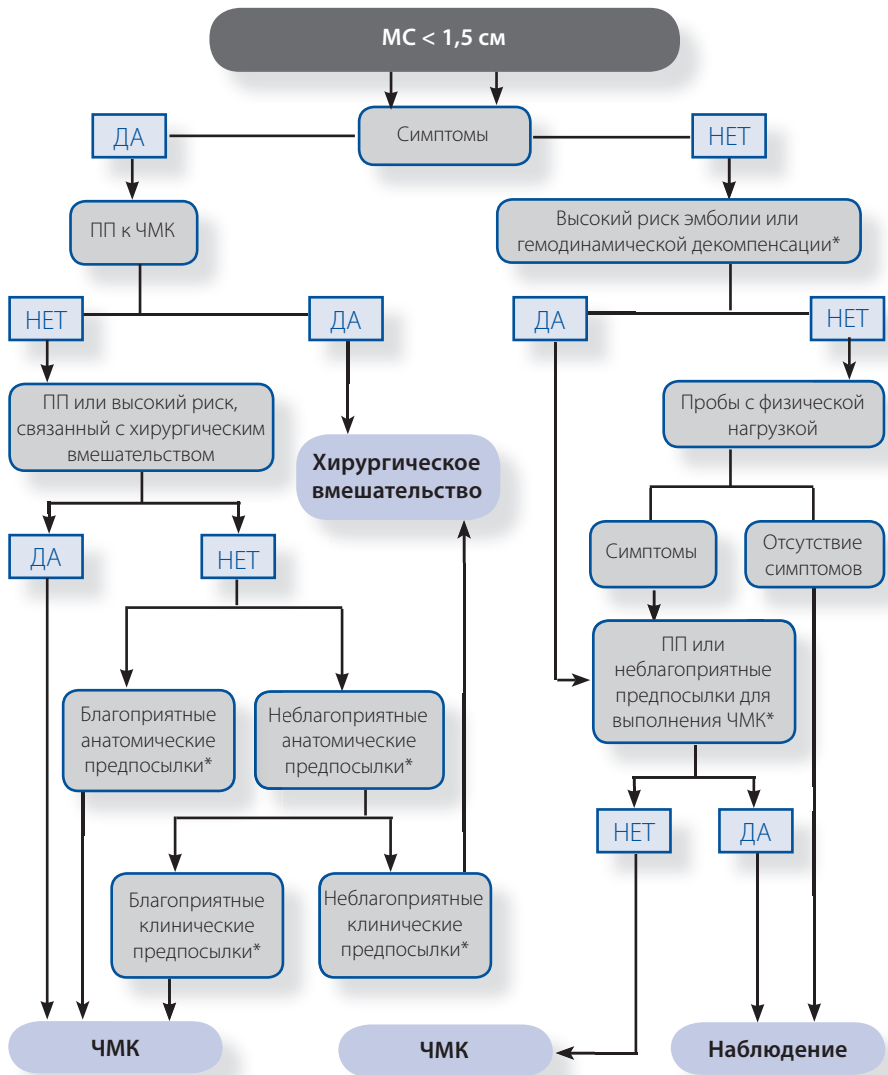 МС < 1,5 см
Симптомы
ДА
НЕТ
ПП к ЧМК
Высокий риск эмболии или
гемодинамической декомпенсации*
НЕТ
ДА
ДА
НЕТ
ПП или высокий риск,
связанный с хирургическим
вмешательством
Хирургическое
вмешательство
Пробы с физической
нагрузкой
ДА
НЕТ
Симптомы
Отсутствие
симптомов
Благоприятные
анатомические
предпосылки*
Неблагоприятные
анатомические
предпосылки*
ПП или
неблагоприятные
предпосылки для
выполнения ЧМК*
НЕТ
ДА
Благоприятные
клинические
предпосылки*
Неблагоприятные
клинические
предпосылки*
ЧМК
ЧМК
Наблюдение